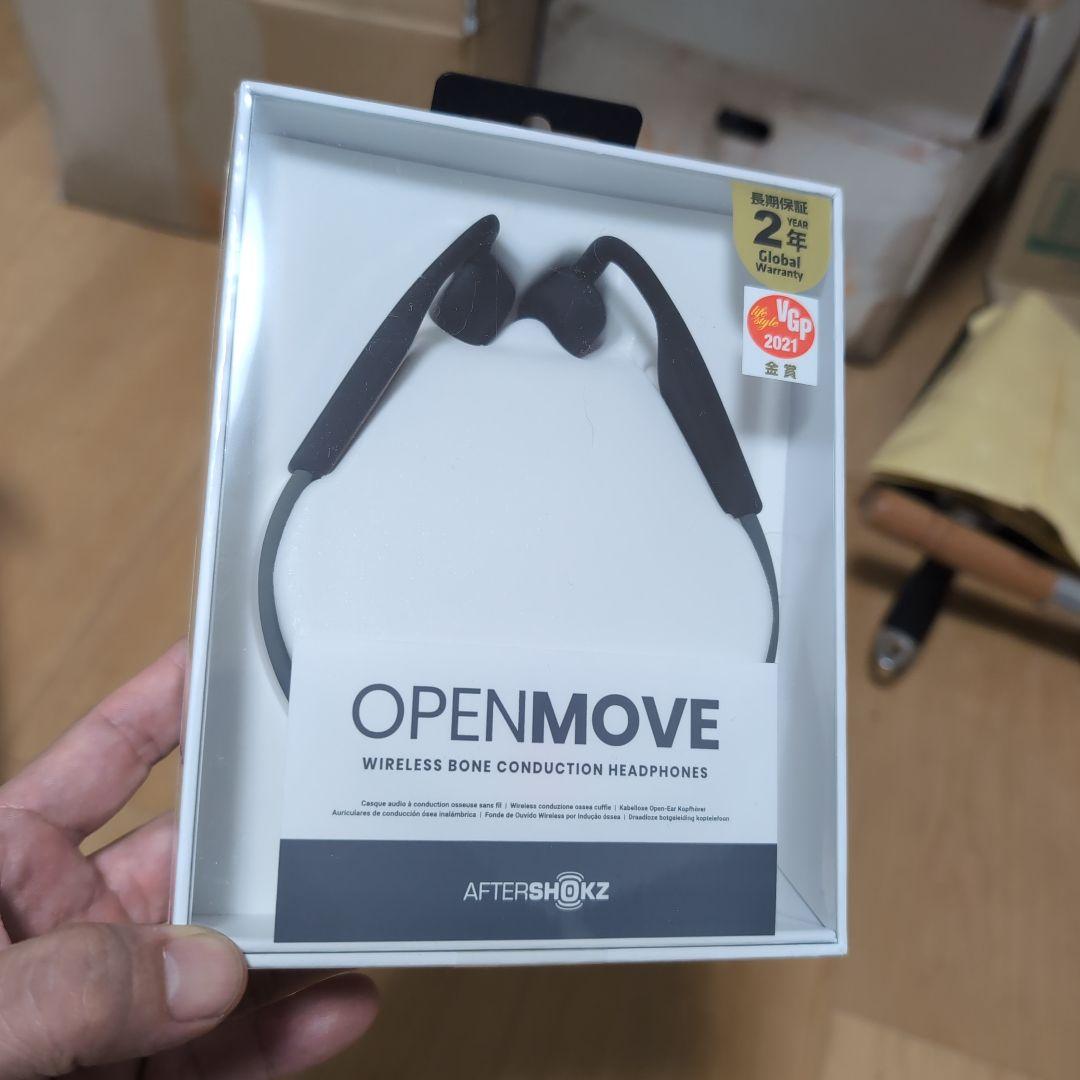 長期保証
2 YEAR 年
Global
Warranty
life style VGP
2021
金賞
OPENMOVE
WIRELESS BONE CONDUCTION HEADPHONES
Casque audio à conduction osseuse sans fil | Wireless conduzione ossea cuffie | Kabellose Open-Ear Kopfhörer
Auriculares de conducción ósea inalámbrica | Fonde de Ouvido Wireless por Indução óssea | Draadloze botgeleiding koptelefoon
AFTERSHOKZ